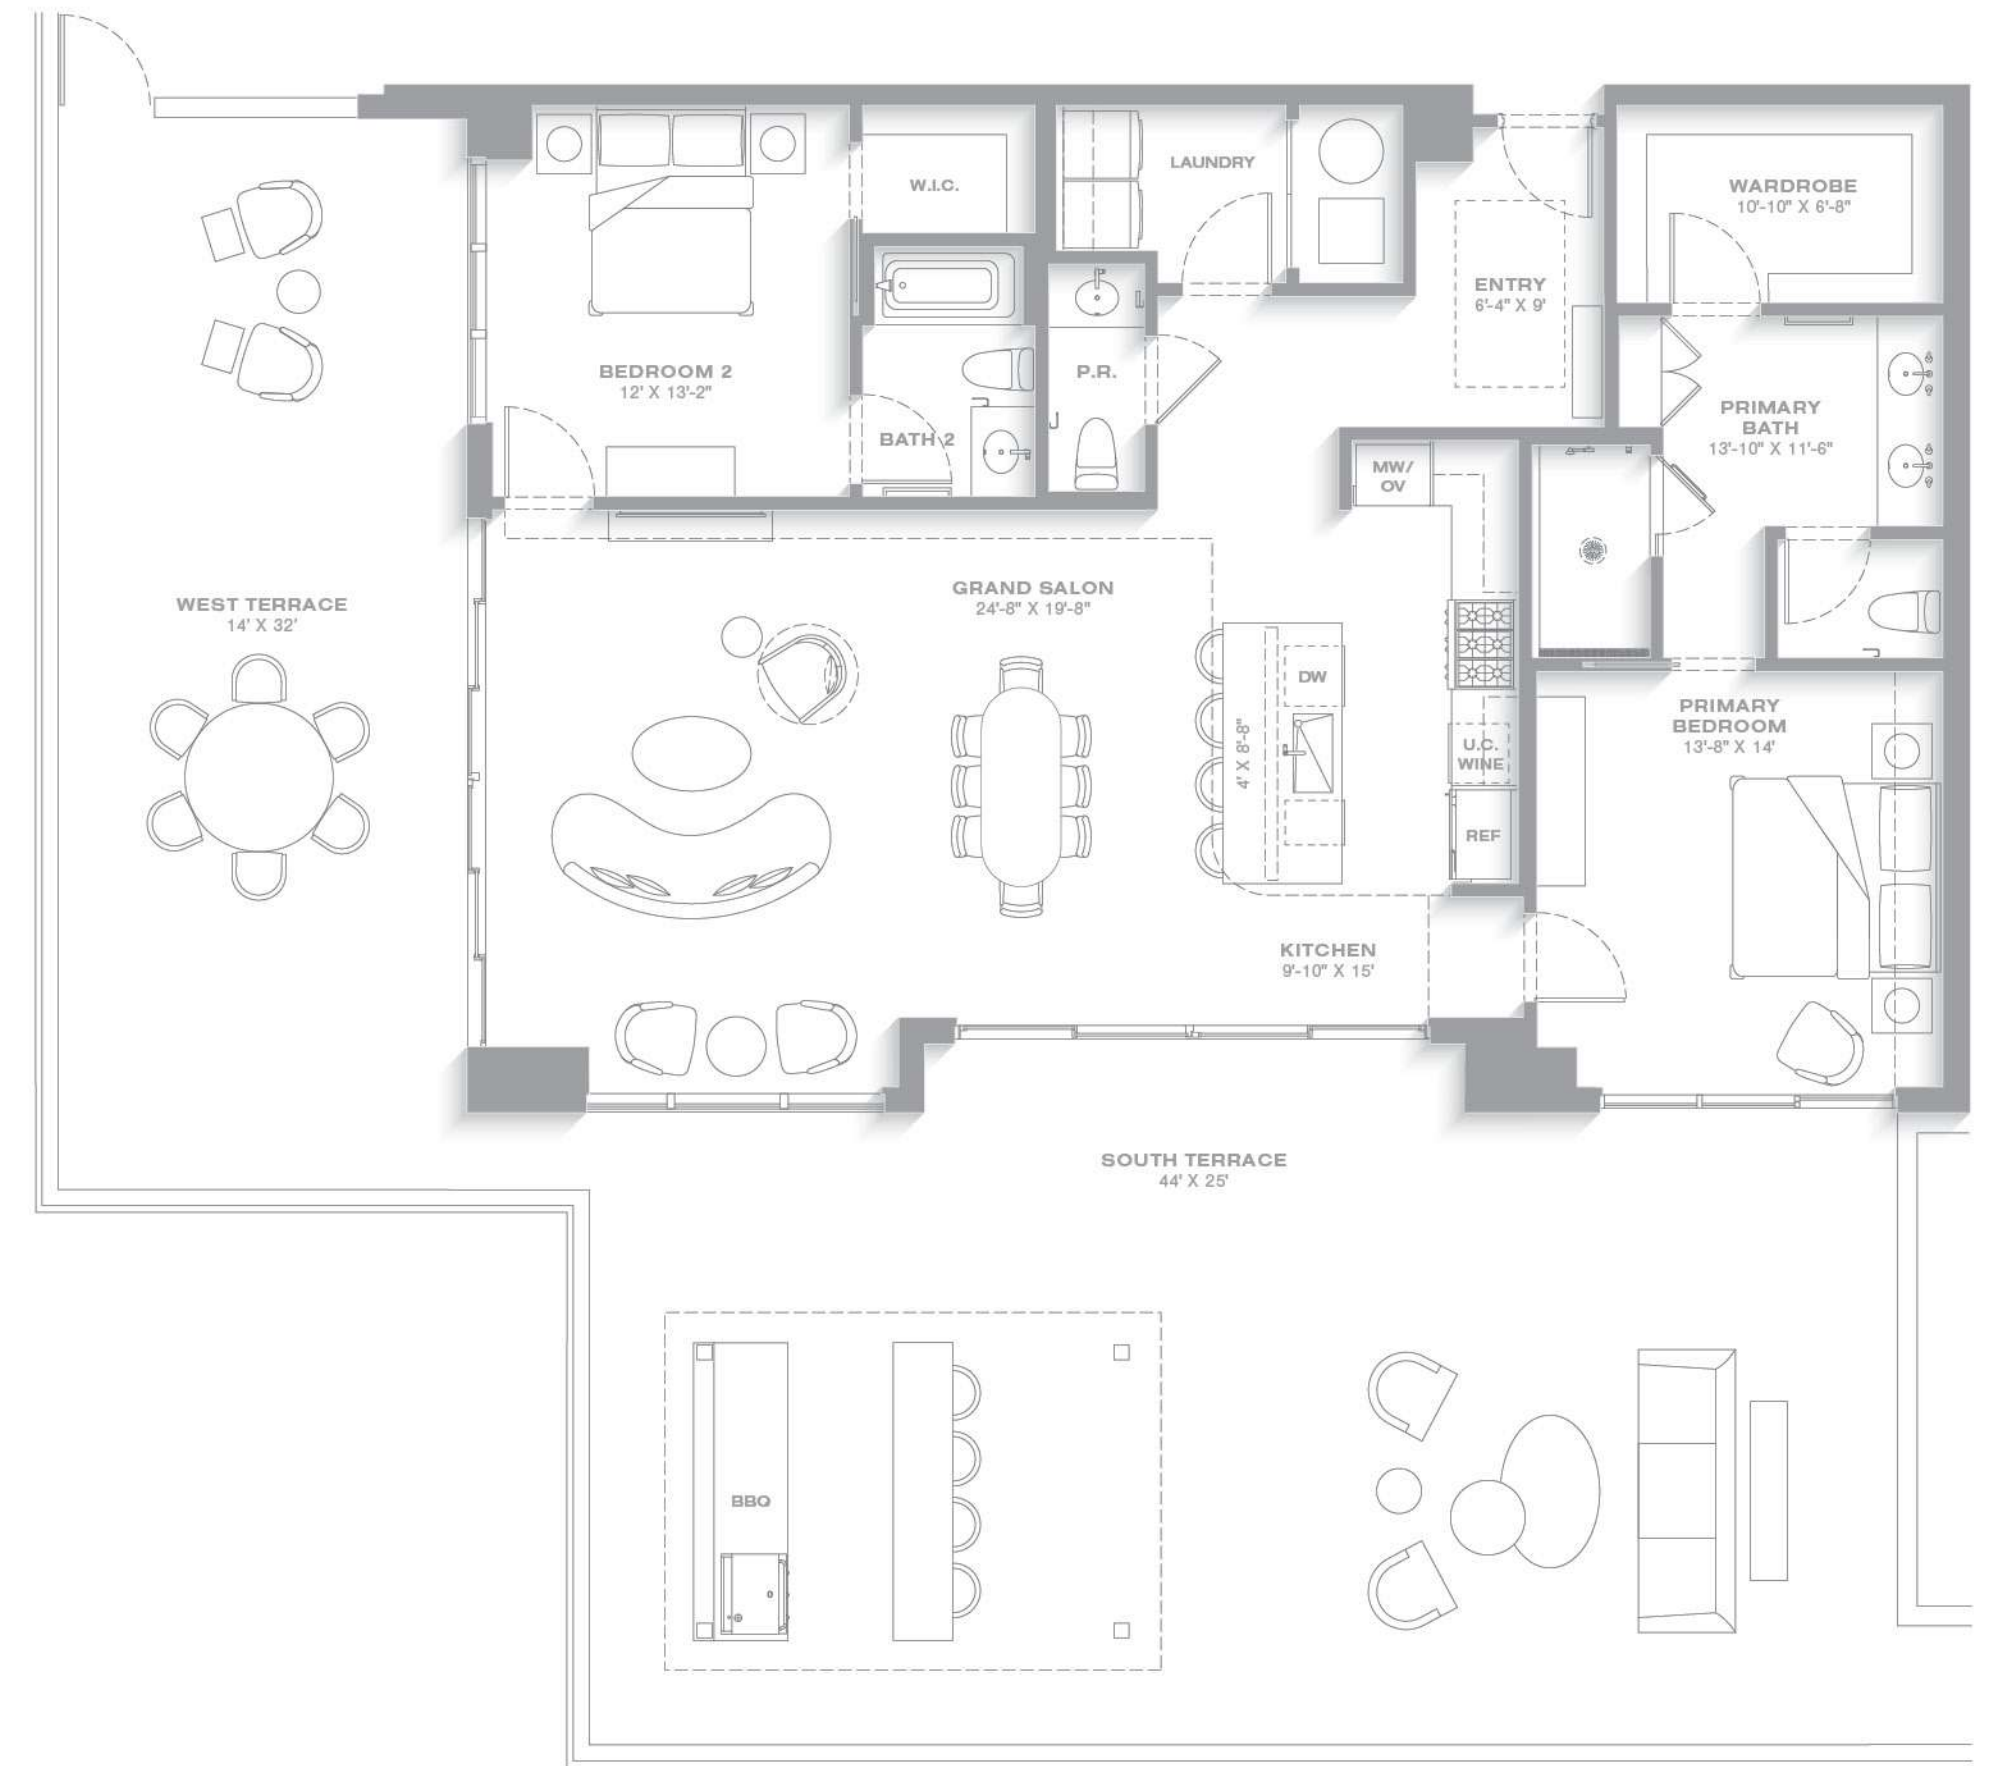 W.I.C.
LAUNDRY
WARDROBE
10'-10" X 6'-8"
ENTRY
6'-4" X 9'
BEDROOM 2
12' X 13'-2"
P.R.
PRIMARY
BATH
13'-10" X 11'-6"
BATH 2
MW/
OV
WEST TERRACE
14' X 32'
GRAND SALON
24'-8" X 19'-8"
DW
4' X 8'-8"
PRIMARY
BEDROOM
13'-8" X 14'
U.C.
WINE
REF
KITCHEN
9'-10" X 15'
SOUTH TERRACE
44' X 25'
BBQ